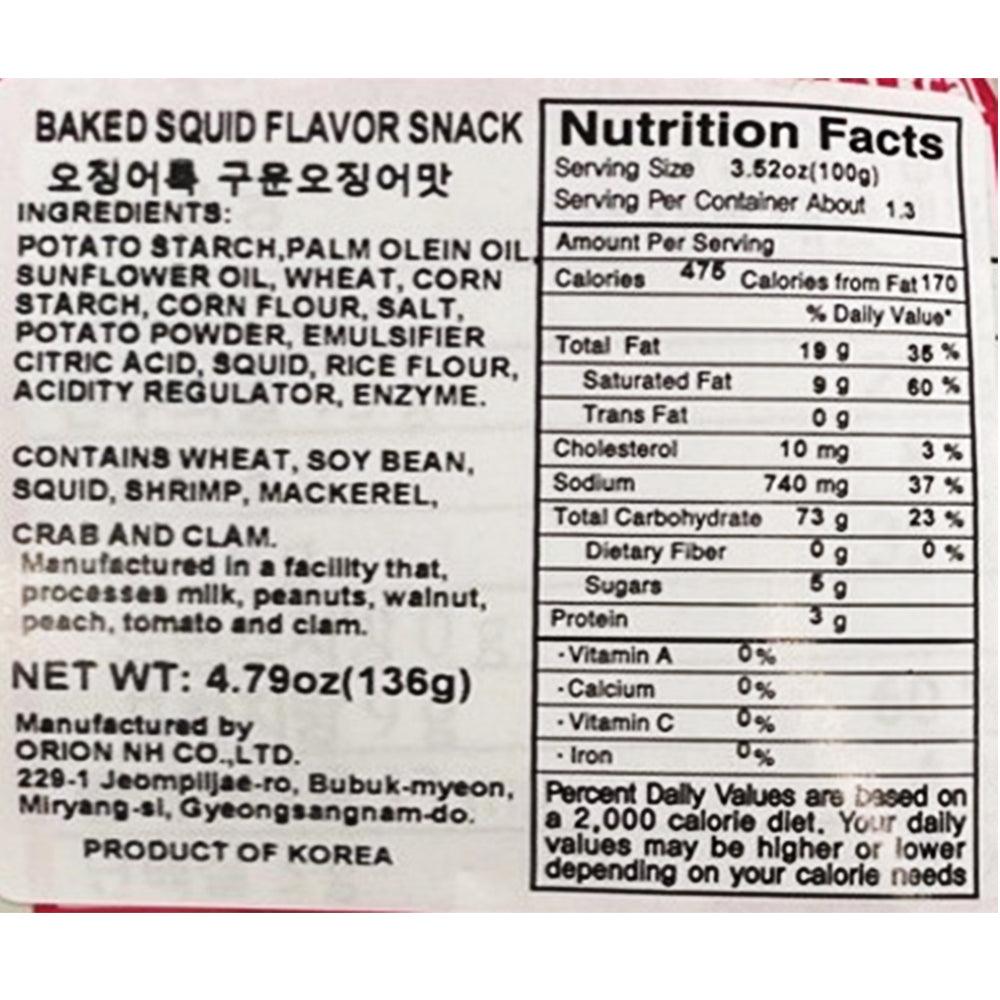 BAKED SQUID FLAVOR SNACK
오징어톡 구운오징어맛
INGREDIENTS:
POTATO STARCH,PALM OLEIN OIL,
SUNFLOWER OIL, WHEAT, CORN
STARCH, CORN FLOUR, SALT,
POTATO POWDER, EMULSIFIER
CITRIC ACID, SQUID, RICE FLOUR,
ACIDITY REGULATOR, ENZYME.
CONTAINS WHEAT, SOY BEAN,
SQUID, SHRIMP, MACKEREL,
CRAB AND CLAM.
Manufactured in a facility that,
processes milk, peanuts, walnut,
peach, tomato and clam.
NET WT: 4.79oz(136g)
Manufactured by
ORION NH CO.,LTD.
229-1 Jeompiljae-ro, Bubuk-myeon,
Miryang-si, Gyeongsangnam-do.
PRODUCT OF KOREA
Nutrition Facts
Serving Size 3.52oz(100g)
Serving Per Container About 1.3
Amount Per Serving
Calories 475 Calories from Fat 170
% Daily Value*
Total Fat 19 g 35 %
Saturated Fat 9 g 60 %
Trans Fat 0 g
Cholesterol 10 mg 3 %
Sodium 740 mg 37 %
Total Carbohydrate 73 g 23 %
Dietary Fiber 0 g 0 %
Sugars 5 g
Protein 3 g
· Vitamin A 0%
· Calcium 0%
· Vitamin C 0%
· Iron 0%
Percent Daily Values are based on
a 2,000 calorie diet. Your daily
values may be higher or lower
depending on your calorie needs